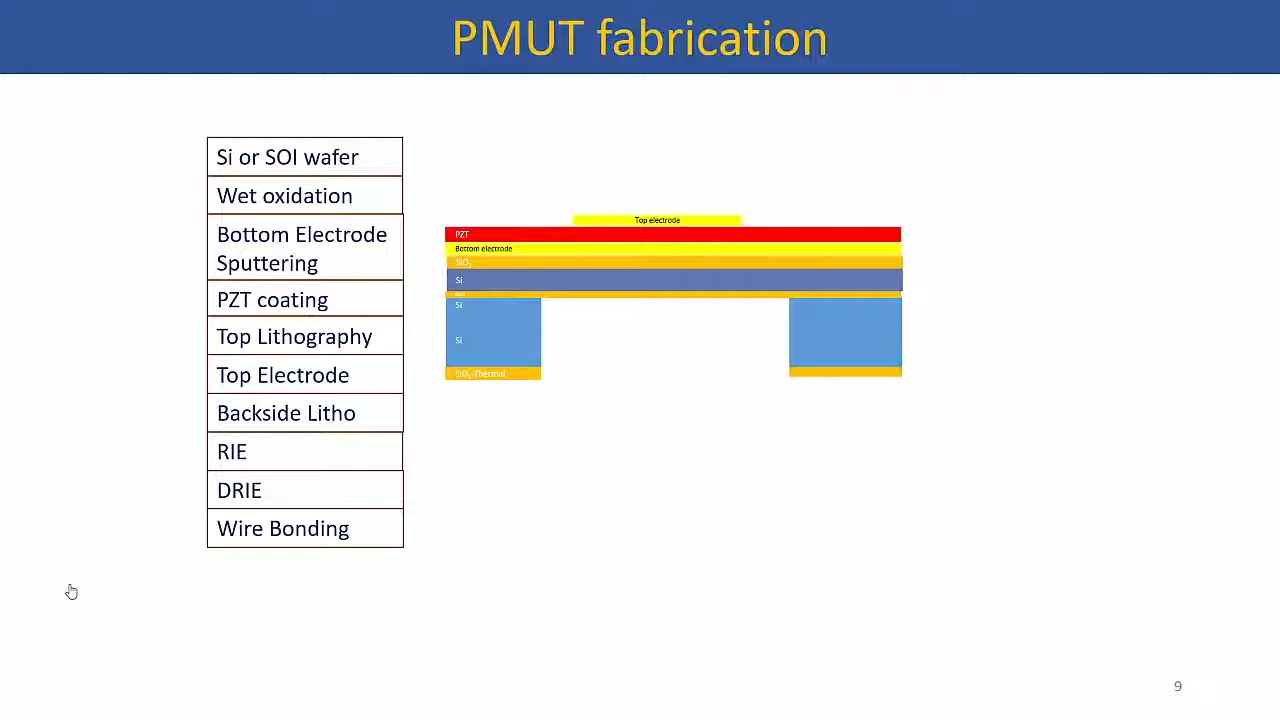 PMUT fabrication
Si or SOI wafer
Wet oxidation
Bottom Electrode
Sputtering
PZT coating
Top Lithography
Top Electrode
Backside Litho
RIE
DRIE
Wire Bonding
Top electrode
PZT
Bottom electrode
SiO₂
Si
Si
Si
SiO₂-Thermal
9